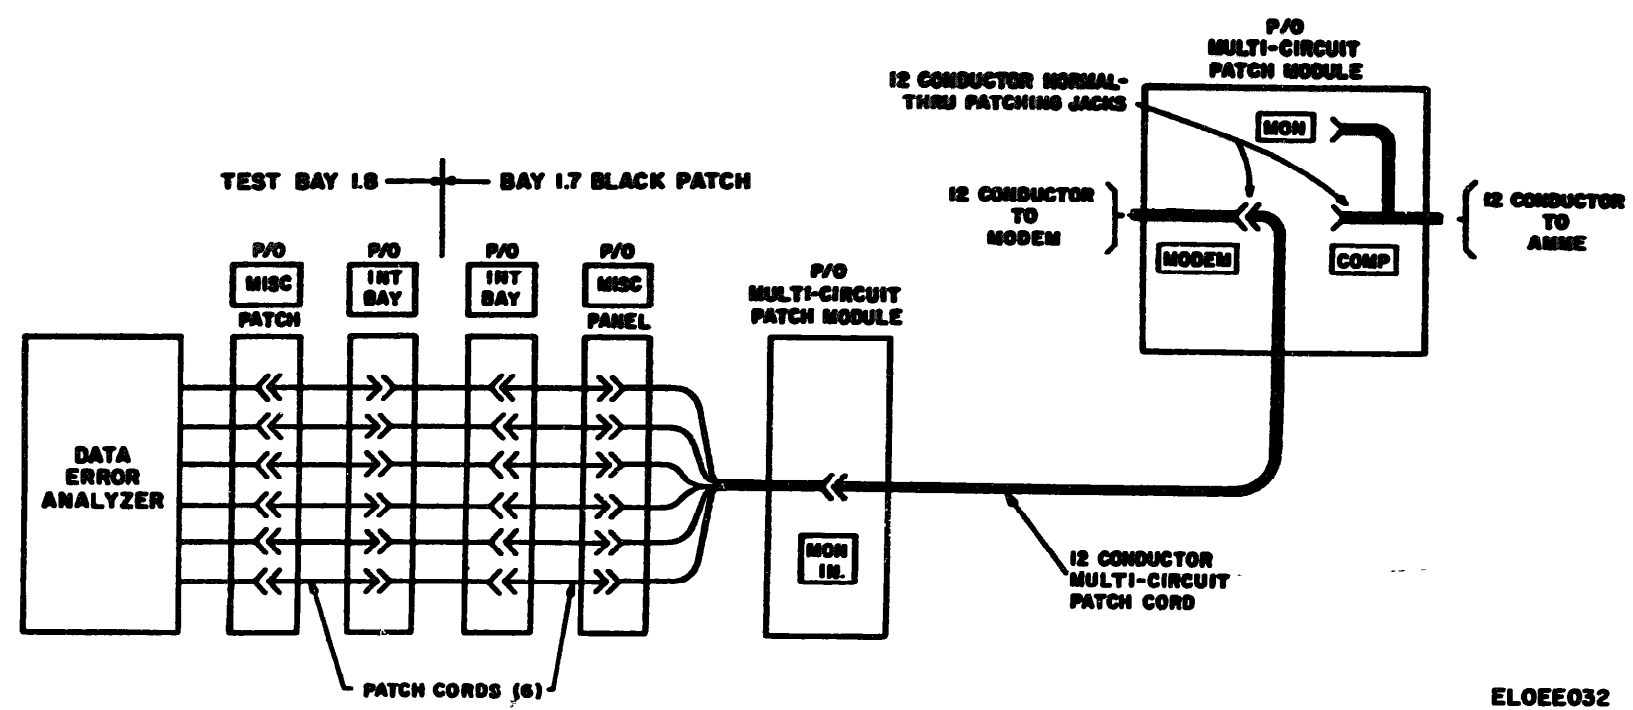 P/O
MULTI-CIRCUIT
PATCH MODULE
12 CONDUCTOR NORMAL-
THRU PATCHING JACKS
MON
TEST BAY 1.8
BAY 1.7 BLACK PATCH
12 CONDUCTOR
TO
MODEM
12 CONDUCTOR
TO
AMME
MODEM
COMP
P/O
MISC
PATCH
P/O
INT
BAY
P/O
INT
BAY
P/O
MISC
PANEL
P/O
MULTI-CIRCUIT
PATCH MODULE
DATA
ERROR
ANALYZER
MON
IN.
12 CONDUCTOR
MULTI-CIRCUIT
PATCH CORD
PATCH CORDS (6)
ELOEE032